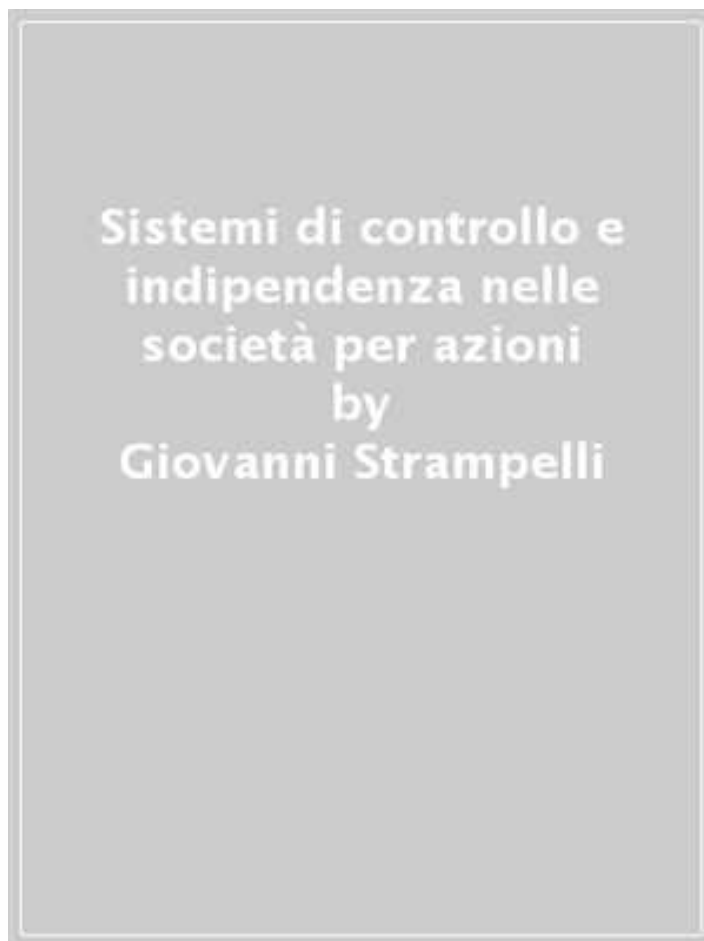 Sistemi di controllo e
indipendenza nelle
società per azioni
by
Giovanni Strampelli